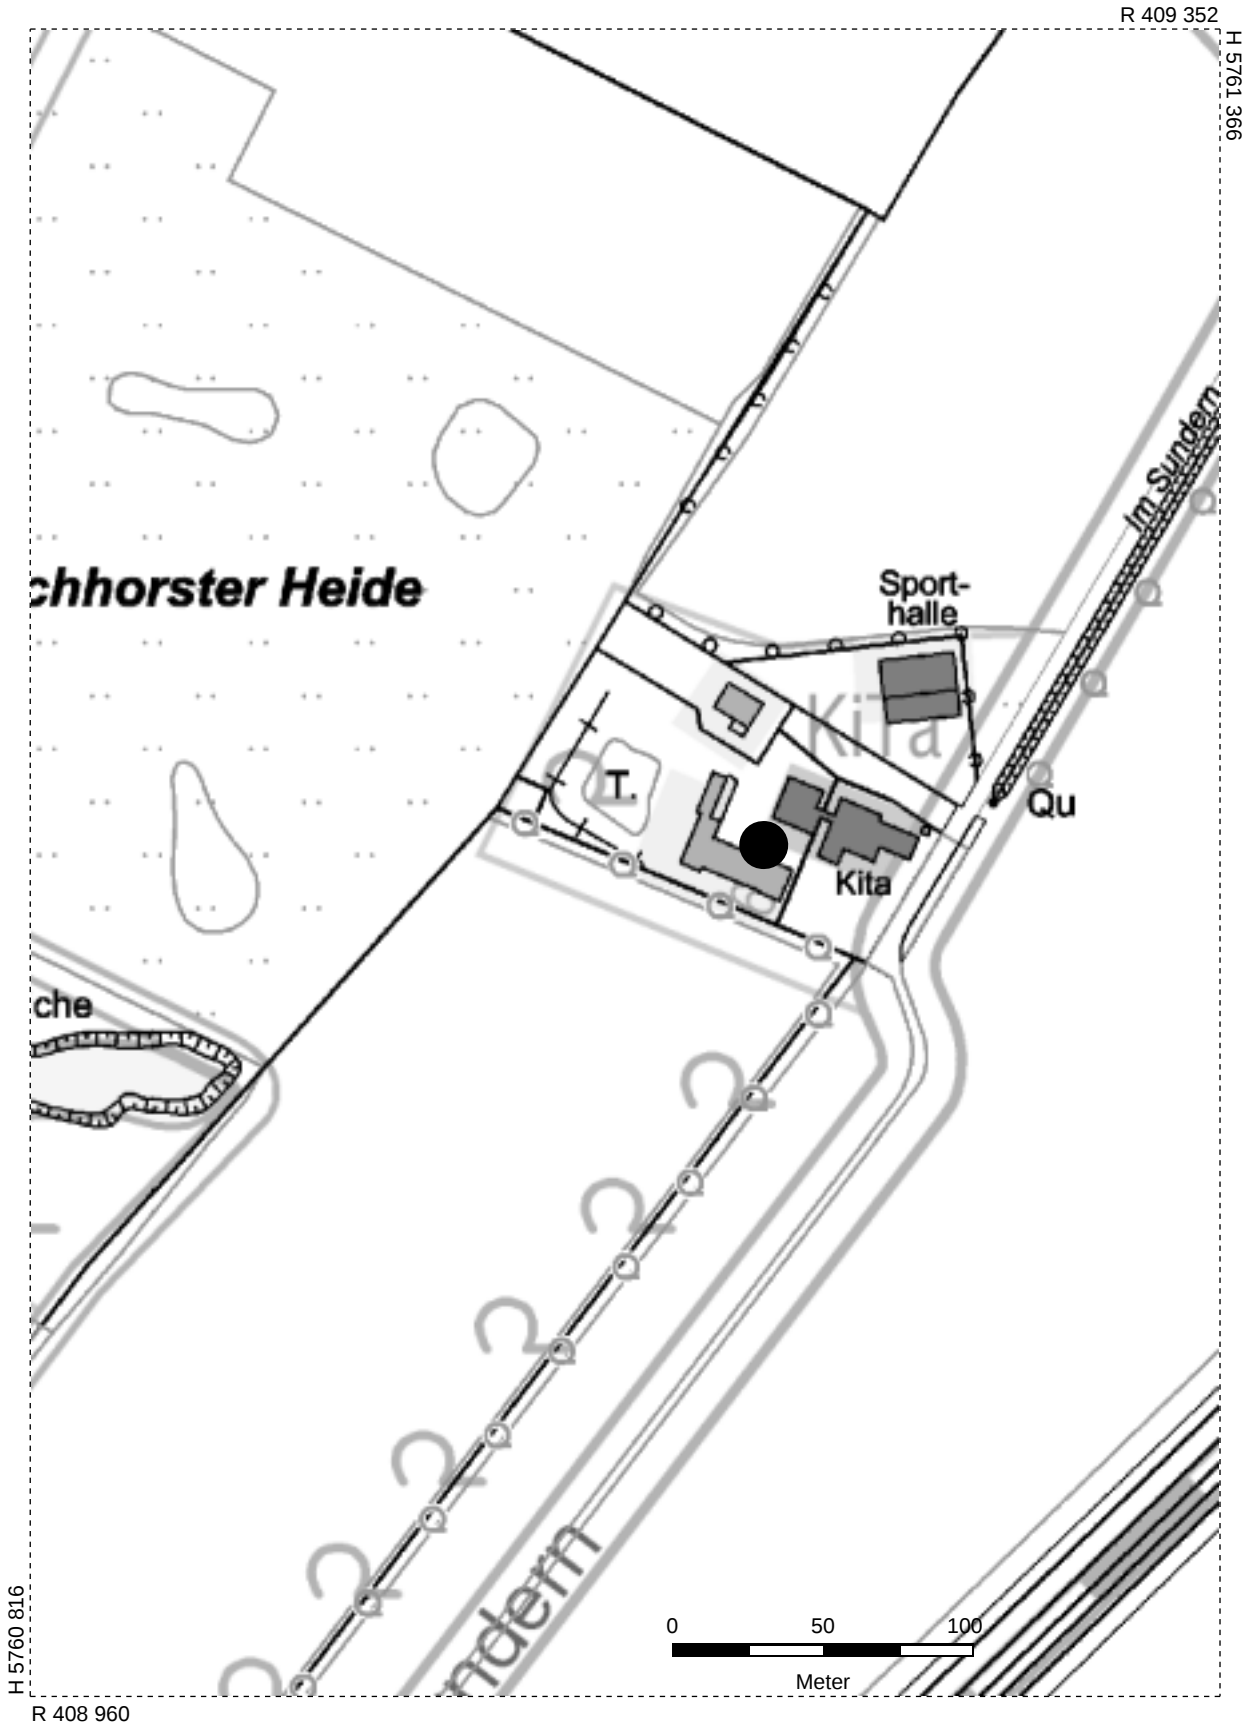 R 409 352
H 5761 366
Im Sundern
chhorster Heide
Sport-
halle
KiTa
T.
Qu
Kita
che
ndern
0 50 100
Meter
H 5760 816
R 408 960